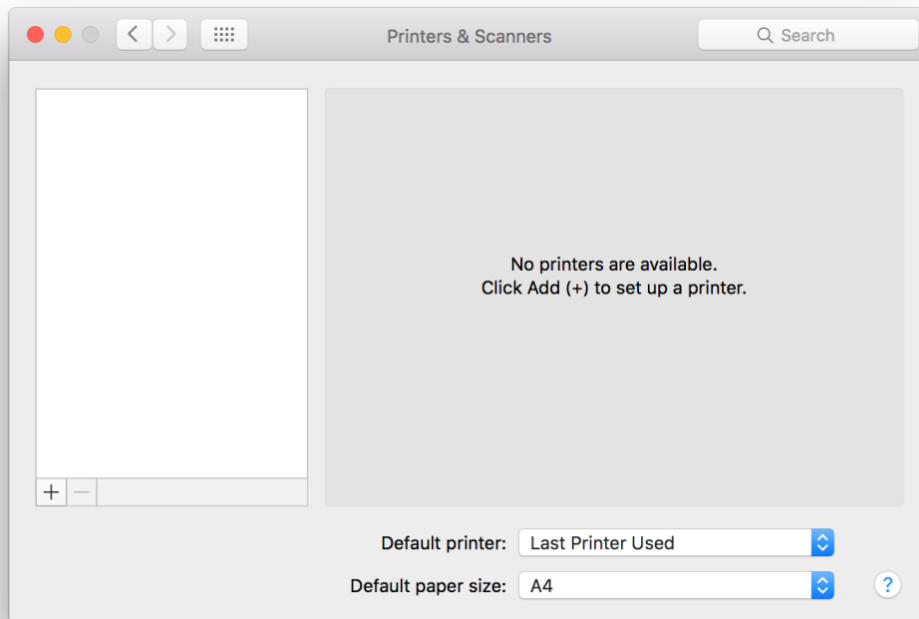 Printers & Scanners
Search
No printers are available.
Click Add (+) to set up a printer.
+ −
Default printer: Last Printer Used
Default paper size: A4 ?